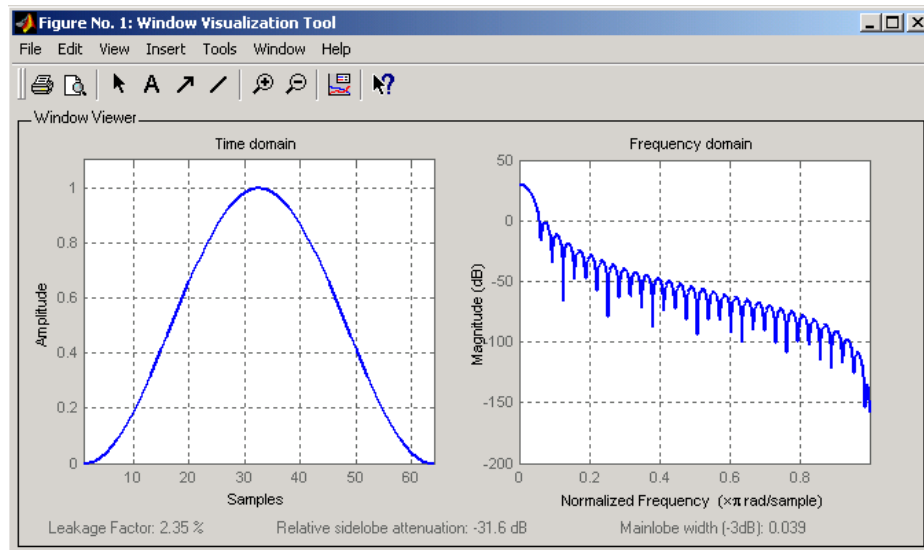 Figure No. 1: Window Visualization Tool
File Edit View Insert Tools Window Help
A
?
Window Viewer
Time domain
Amplitude
1
0.8
0.6
0.4
0.2
0
10 20 30 40 50 60
Samples
Frequency domain
Magnitude (dB)
50
0
-50
-100
-150
-200
0 0.2 0.4 0.6 0.8
Normalized Frequency (×π rad/sample)
Leakage Factor: 2.35 % Relative sidelobe attenuation: -31.6 dB Mainlobe width (-3dB): 0.039